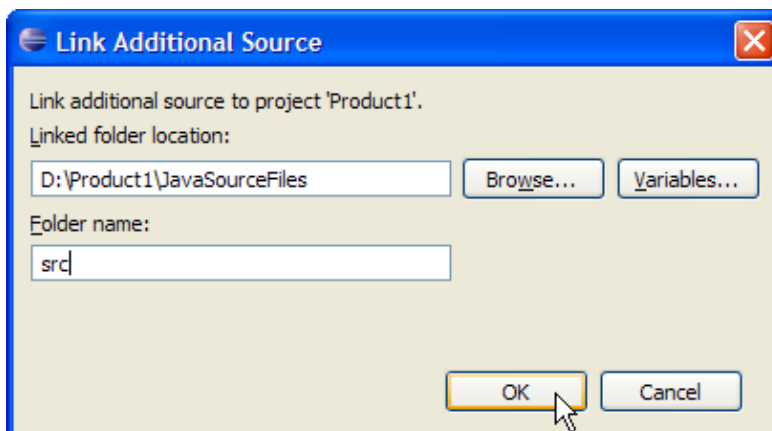 Link Additional Source
Link additional source to project 'Product1'.
Linked folder location:
D:\Product1\JavaSourceFiles Browse... Variables...
Folder name:
src
OK Cancel